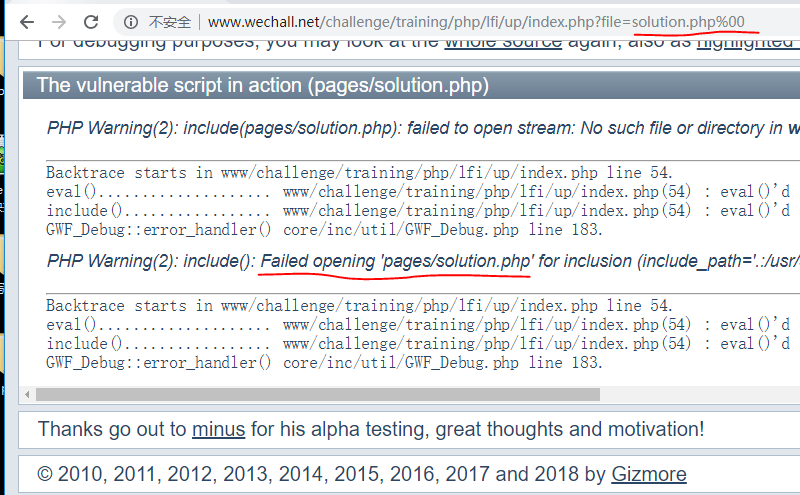 不安全 | www.wechall.net/challenge/training/php/lfi/up/index.php?file=solution.php%00
For debugging purposes, you may look at the whole source again, also as highlighted
The vulnerable script in action (pages/solution.php)
PHP Warning(2): include(pages/solution.php): failed to open stream: No such file or directory in w
Backtrace starts in www/challenge/training/php/lfi/up/index.php line 54.
eval()................... www/challenge/training/php/lfi/up/index.php(54) : eval()'d
include()................. www/challenge/training/php/lfi/up/index.php(54) : eval()'d
GWF_Debug::error_handler() core/inc/util/GWF_Debug.php line 183.
PHP Warning(2): include(): Failed opening 'pages/solution.php' for inclusion (include_path='.:/usr/
Backtrace starts in www/challenge/training/php/lfi/up/index.php line 54.
eval()................... www/challenge/training/php/lfi/up/index.php(54) : eval()'d
include()................. www/challenge/training/php/lfi/up/index.php(54) : eval()'d
GWF_Debug::error_handler() core/inc/util/GWF_Debug.php line 183.
Thanks go out to minus for his alpha testing, great thoughts and motivation!
© 2010, 2011, 2012, 2013, 2014, 2015, 2016, 2017 and 2018 by Gizmore